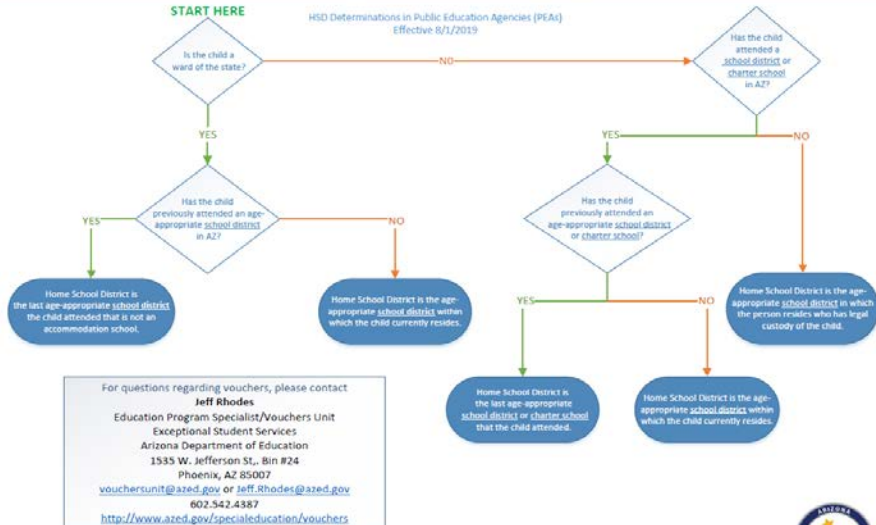 START HERE
HSD Determinations in Public Education Agencies (PEAs)
Effective 8/1/2019
Is the child a
ward of the state?
NO
Has the child
attended a
school district or
charter school
in AZ?
YES
YES
NO
Has the child
previously attended an age-
appropriate school district
in AZ?
Has the child
previously attended an
age-appropriate school district
or charter school?
YES
NO
Home School District is
the last age-appropriate school district
the child attended that is not an
accommodation school.
Home School District is the age-
appropriate school district within
which the child currently resides.
YES
NO
Home School District is the age-
appropriate school district in which
the person resides who has legal
custody of the child.
Home School District is
the last age-appropriate
school district or charter school
that the child attended.
Home School District is the age-
appropriate school district within
which the child currently resides.
For questions regarding vouchers, please contact
Jeff Rhodes
Education Program Specialist/Vouchers Unit
Exceptional Student Services
Arizona Department of Education
1535 W. Jefferson St,. Bin #24
Phoenix, AZ 85007
vouchersunit@azed.gov or Jeff.Rhodes@azed.gov
602.542.4387
http://www.azed.gov/specialeducation/vouchers
ARIZONA